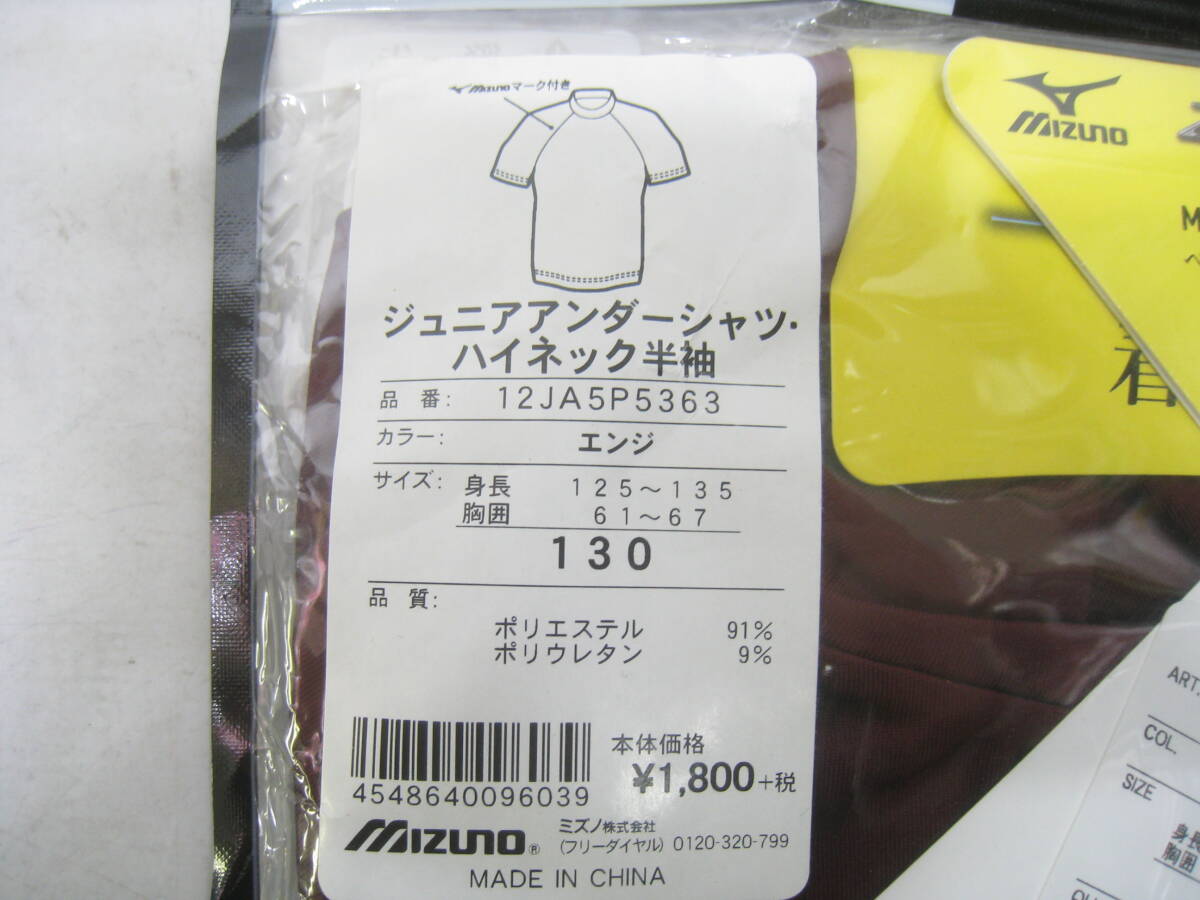 Mizunoマーク付き
ジュニアアンダーシャツ・
ハイネック半袖
品番: 12JA5P5363
カラー: エンジ
サイズ: 身長 125～135
胸囲 61～67
130
品質:
ポリエステル 91%
ポリウレタン 9%
本体価格
¥1,800+税
4548640096039
MIZUNO® ミズノ株式会社
(フリーダイヤル) 0120-320-799
MADE IN CHINA
MIZUNO
M
着
ART.
COL.
SIZE
身長
胸囲